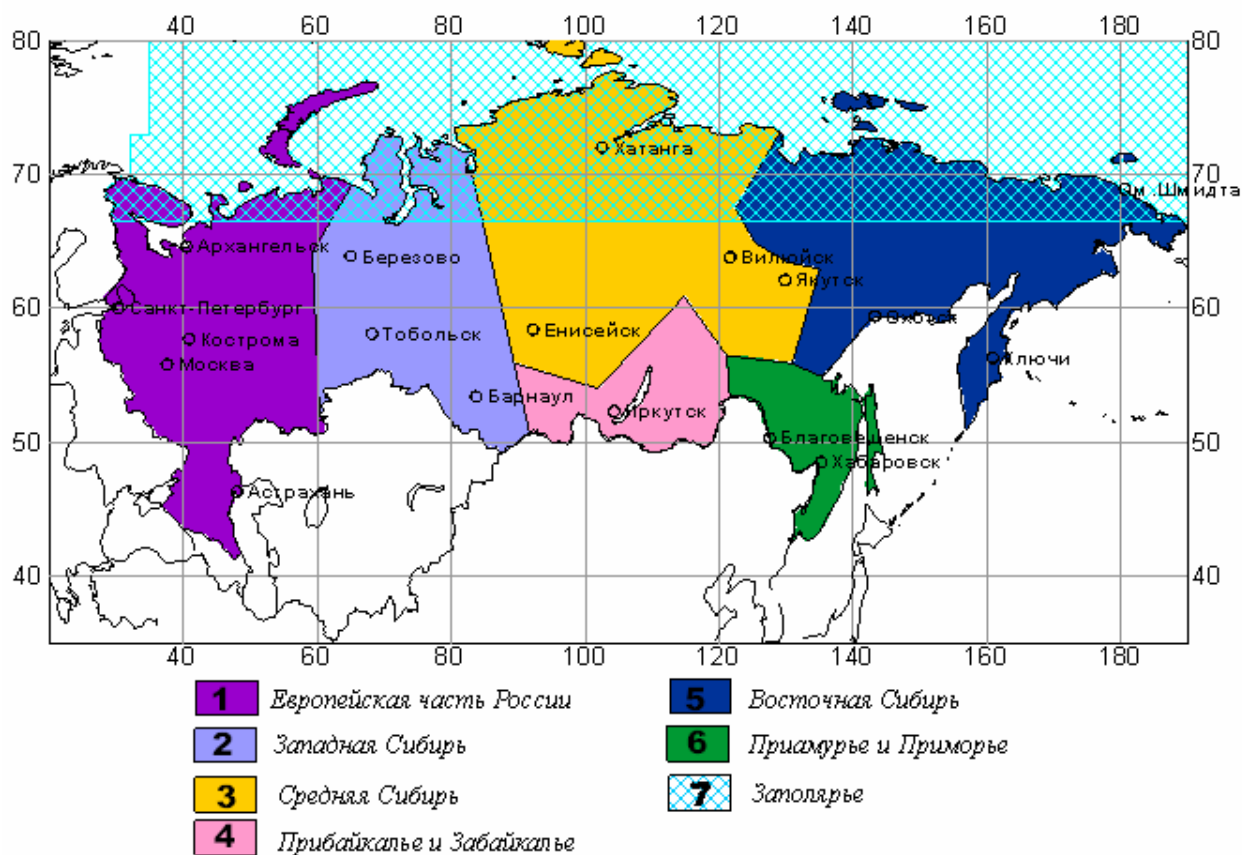 40 60 80 100 120 140 160 180
80 80
Хатанга
70 70
м. Шмидта
Архангельск
Березово
Вилюйск
Якутск
60 Санкт-Петербург Охотск 60
Енисейск
Тобольск
Кострома
Москва
Ключи
Барнаул
Иркутск
50 Благовещенск 50
Хабаровск
Астрахань
40 40
40 60 80 100 120 140 160 180
1 Европейская часть России
2 Западная Сибирь
3 Средняя Сибирь
4 Прибайкалье и Забайкалье
5 Восточная Сибирь
6 Приамурье и Приморье
7 Заполярье